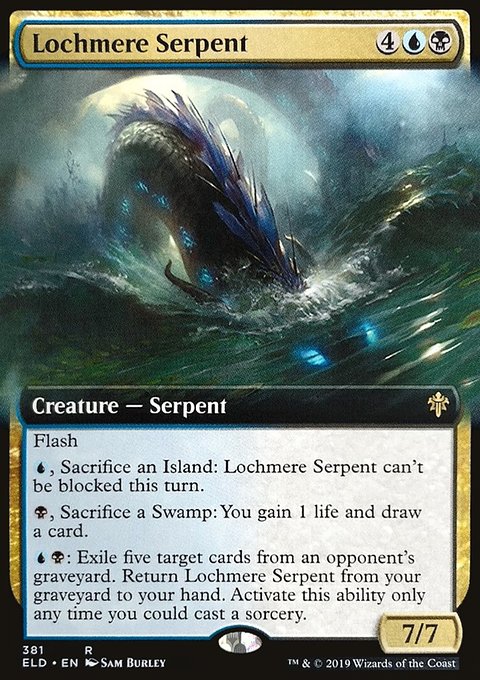 Lochmere Serpent 4
Creature — Serpent
Flash
, Sacrifice an Island: Lochmere Serpent can't
be blocked this turn.
, Sacrifice a Swamp: You gain 1 life and draw
a card.
: Exile five target cards from an opponent's
graveyard. Return Lochmere Serpent from your
graveyard to your hand. Activate this ability only
any time you could cast a sorcery.
7/7
381 R
ELD • EN Sam Burley
™ & © 2019 Wizards of the Coast